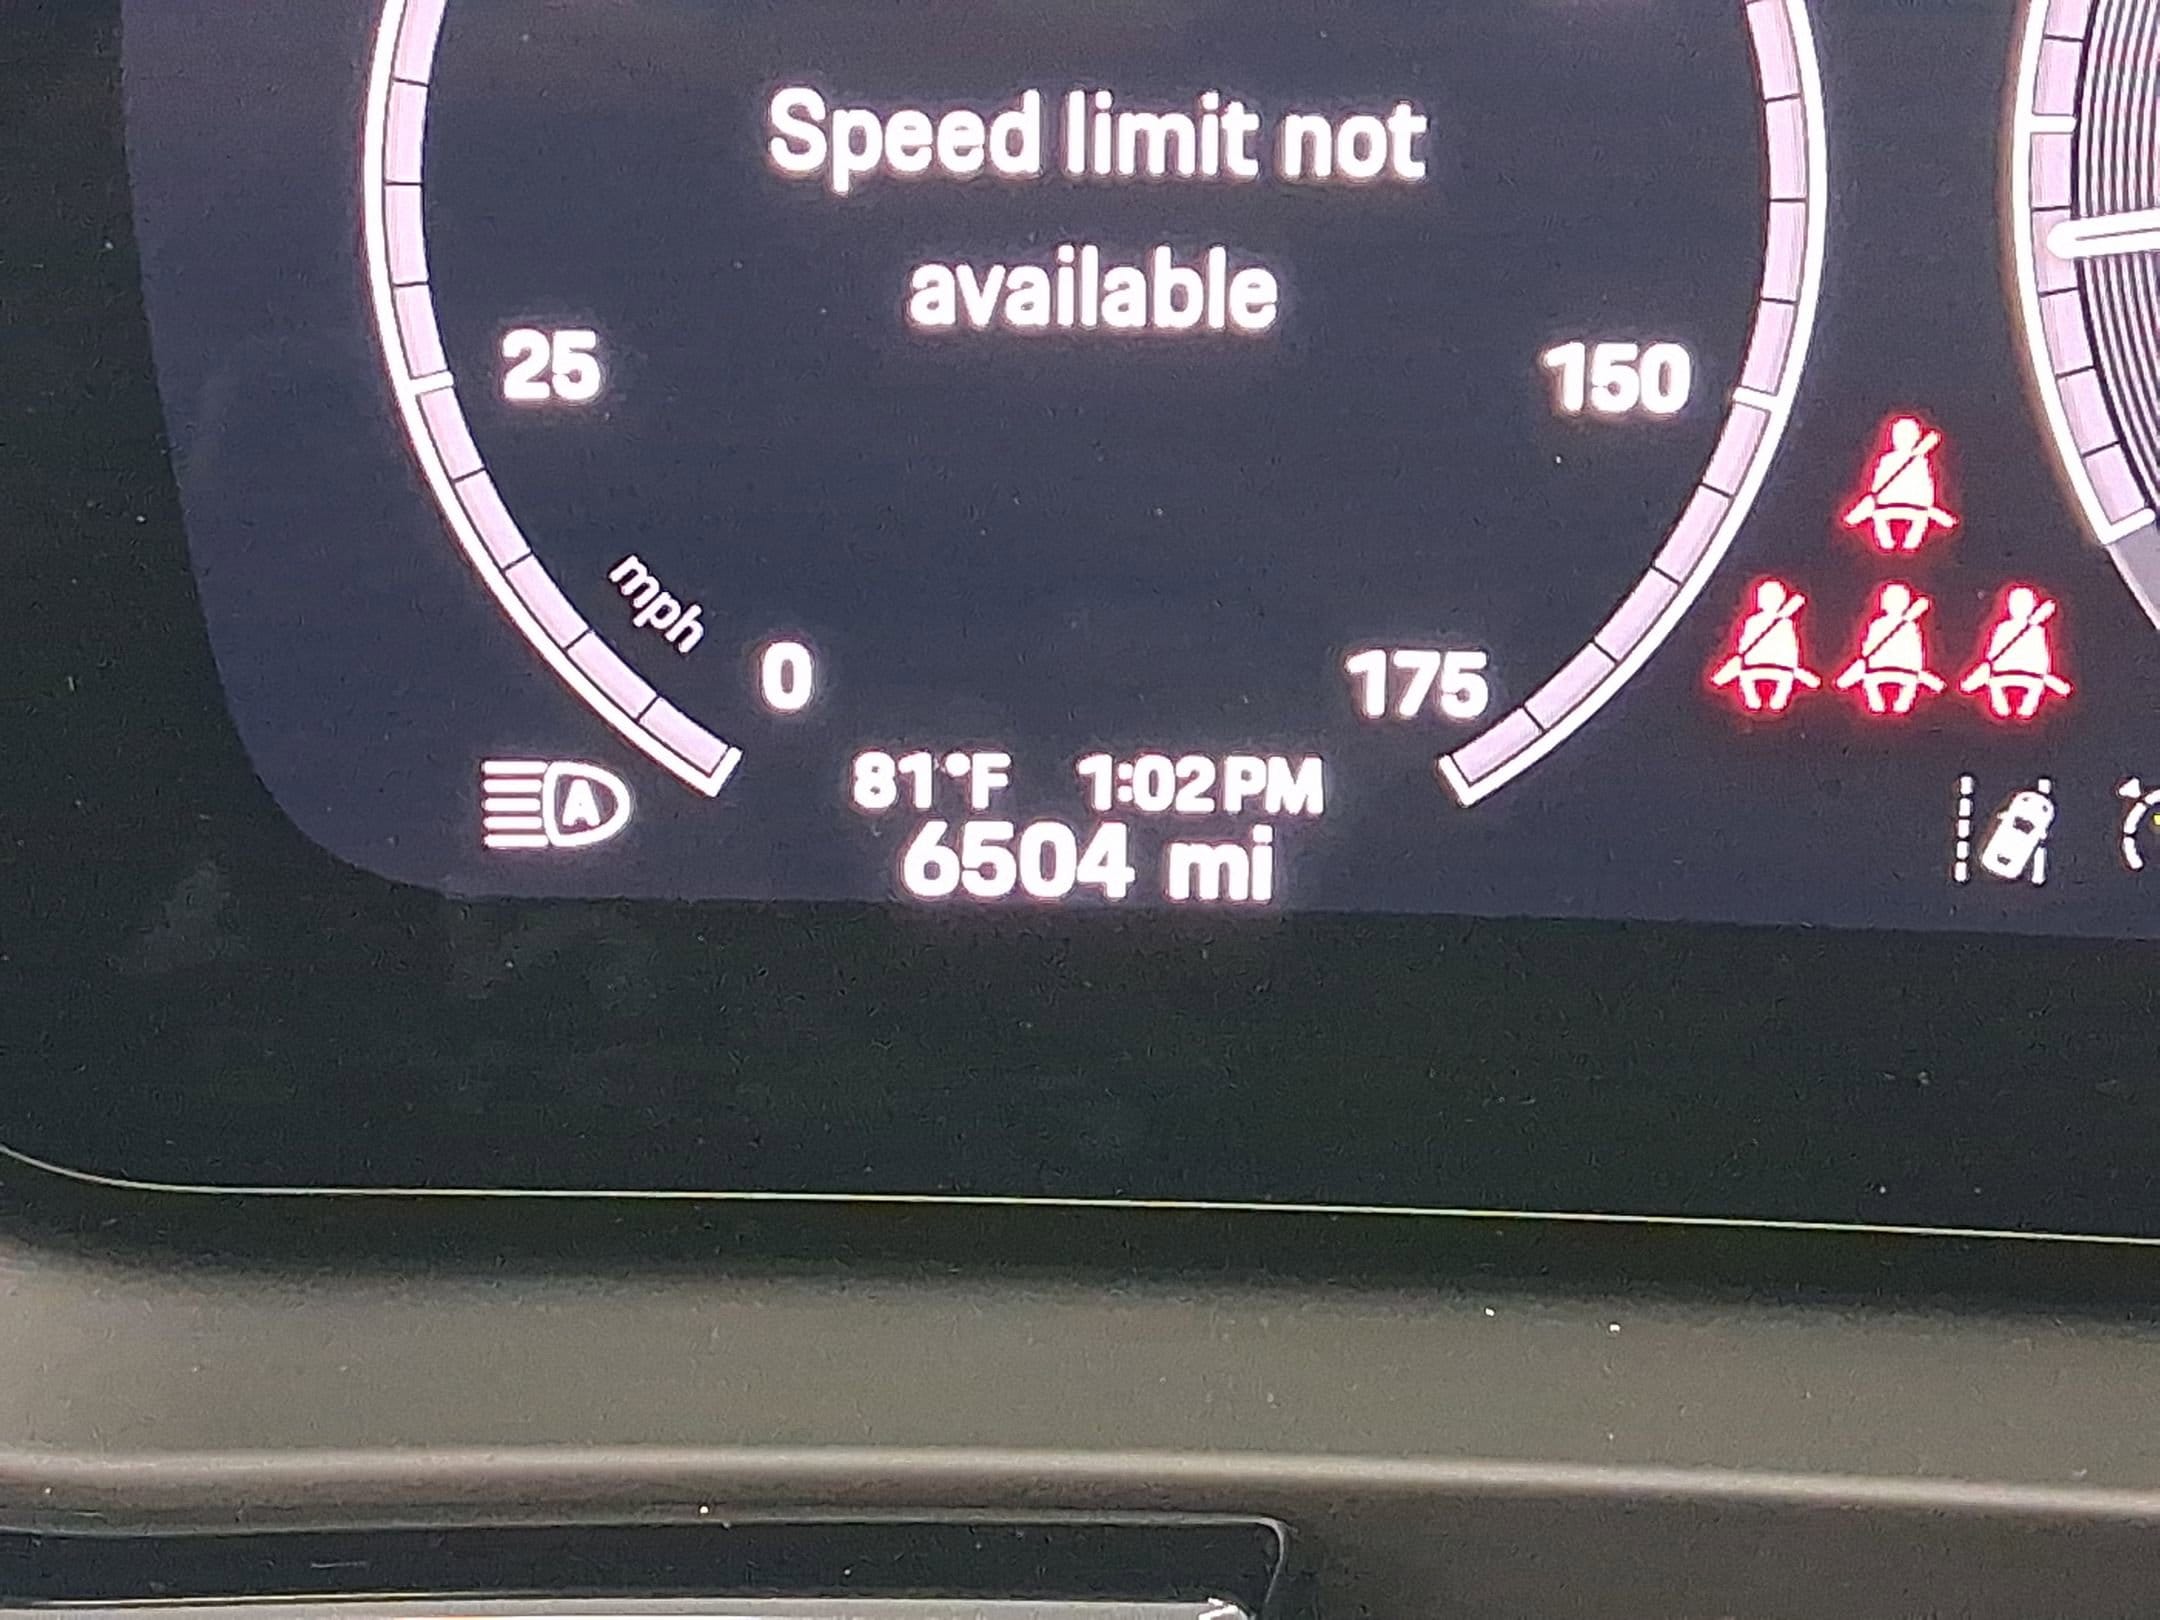 Speed limit not
available
25
150
mph
0
175
A
81°F 1:02 PM
6504 mi